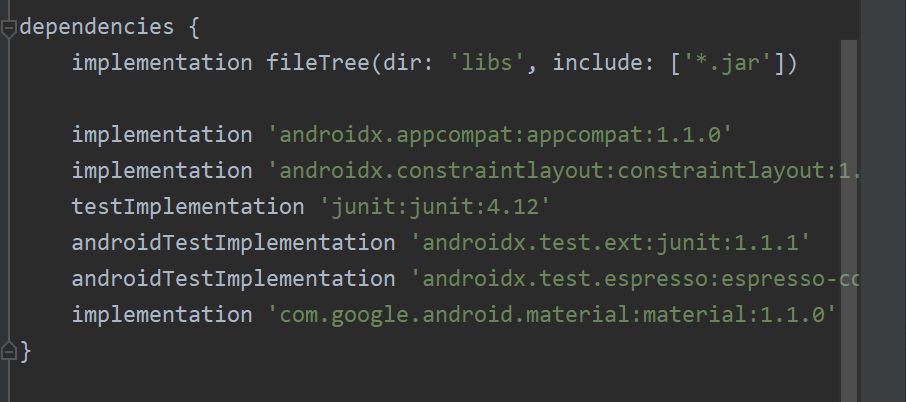 dependencies {
implementation fileTree(dir: 'libs', include: ['*.jar'])
implementation 'androidx.appcompat:appcompat:1.1.0'
implementation 'androidx.constraintlayout:constraintlayout:1.
testImplementation 'junit:junit:4.12'
androidTestImplementation 'androidx.test.ext:junit:1.1.1'
androidTestImplementation 'androidx.test.espresso:espresso-co
implementation 'com.google.android.material:material:1.1.0'
}